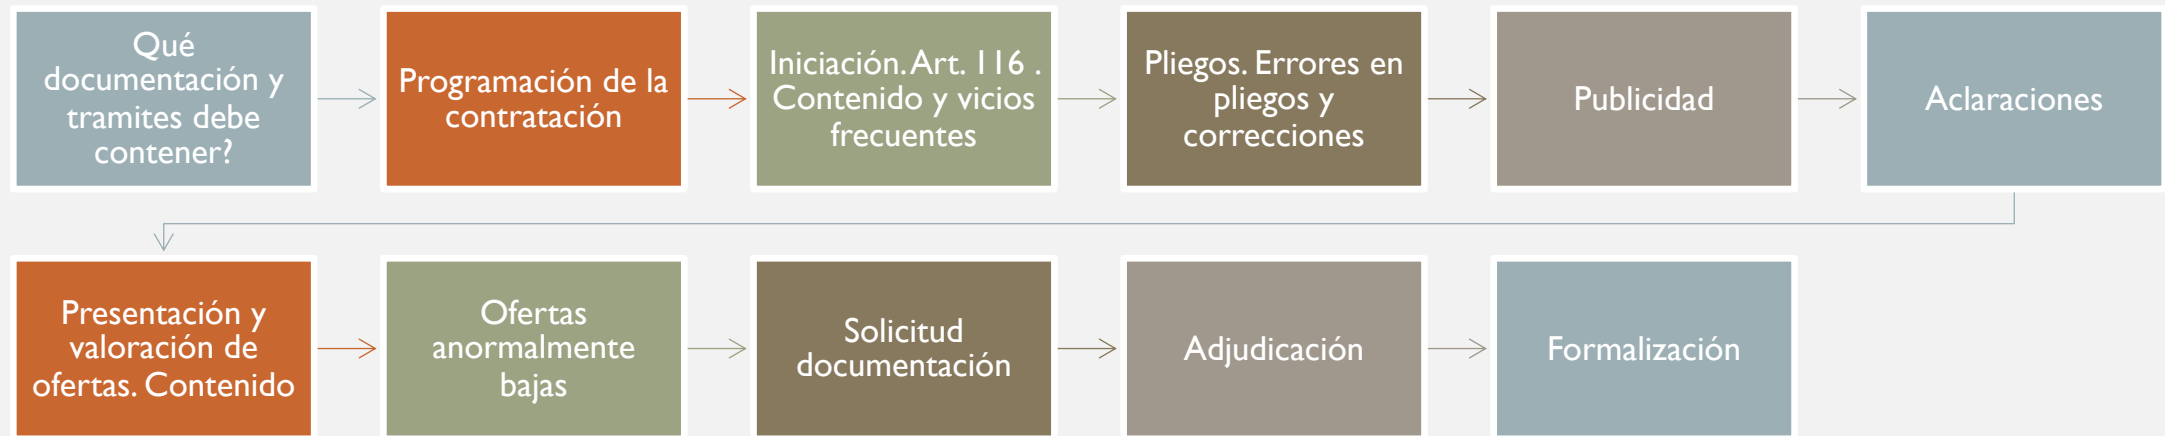 Qué
documentación y
tramites debe
contener?
Programación de la
contratación
Iniciación. Art. 116 .
Contenido y vicios
frecuentes
Pliegos. Errores en
pliegos y
correcciones
Publicidad
Aclaraciones
Presentación y
valoración de
ofertas. Contenido
Ofertas
anormalmente
bajas
Solicitud
documentación
Adjudicación
Formalización